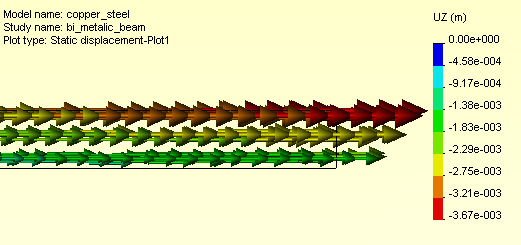 Model name: copper_steel
Study name: bi_metalic_beam
Plot type: Static displacement-Plot1
UZ (m)
0.00e+000
-4.58e-004
-9.17e-004
-1.38e-003
-1.83e-003
-2.29e-003
-2.75e-003
-3.21e-003
-3.67e-003